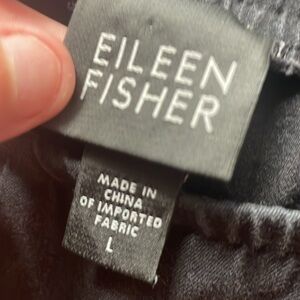 EILEEN
FISHER
MADE IN
CHINA
OF IMPORTED
FABRIC
L